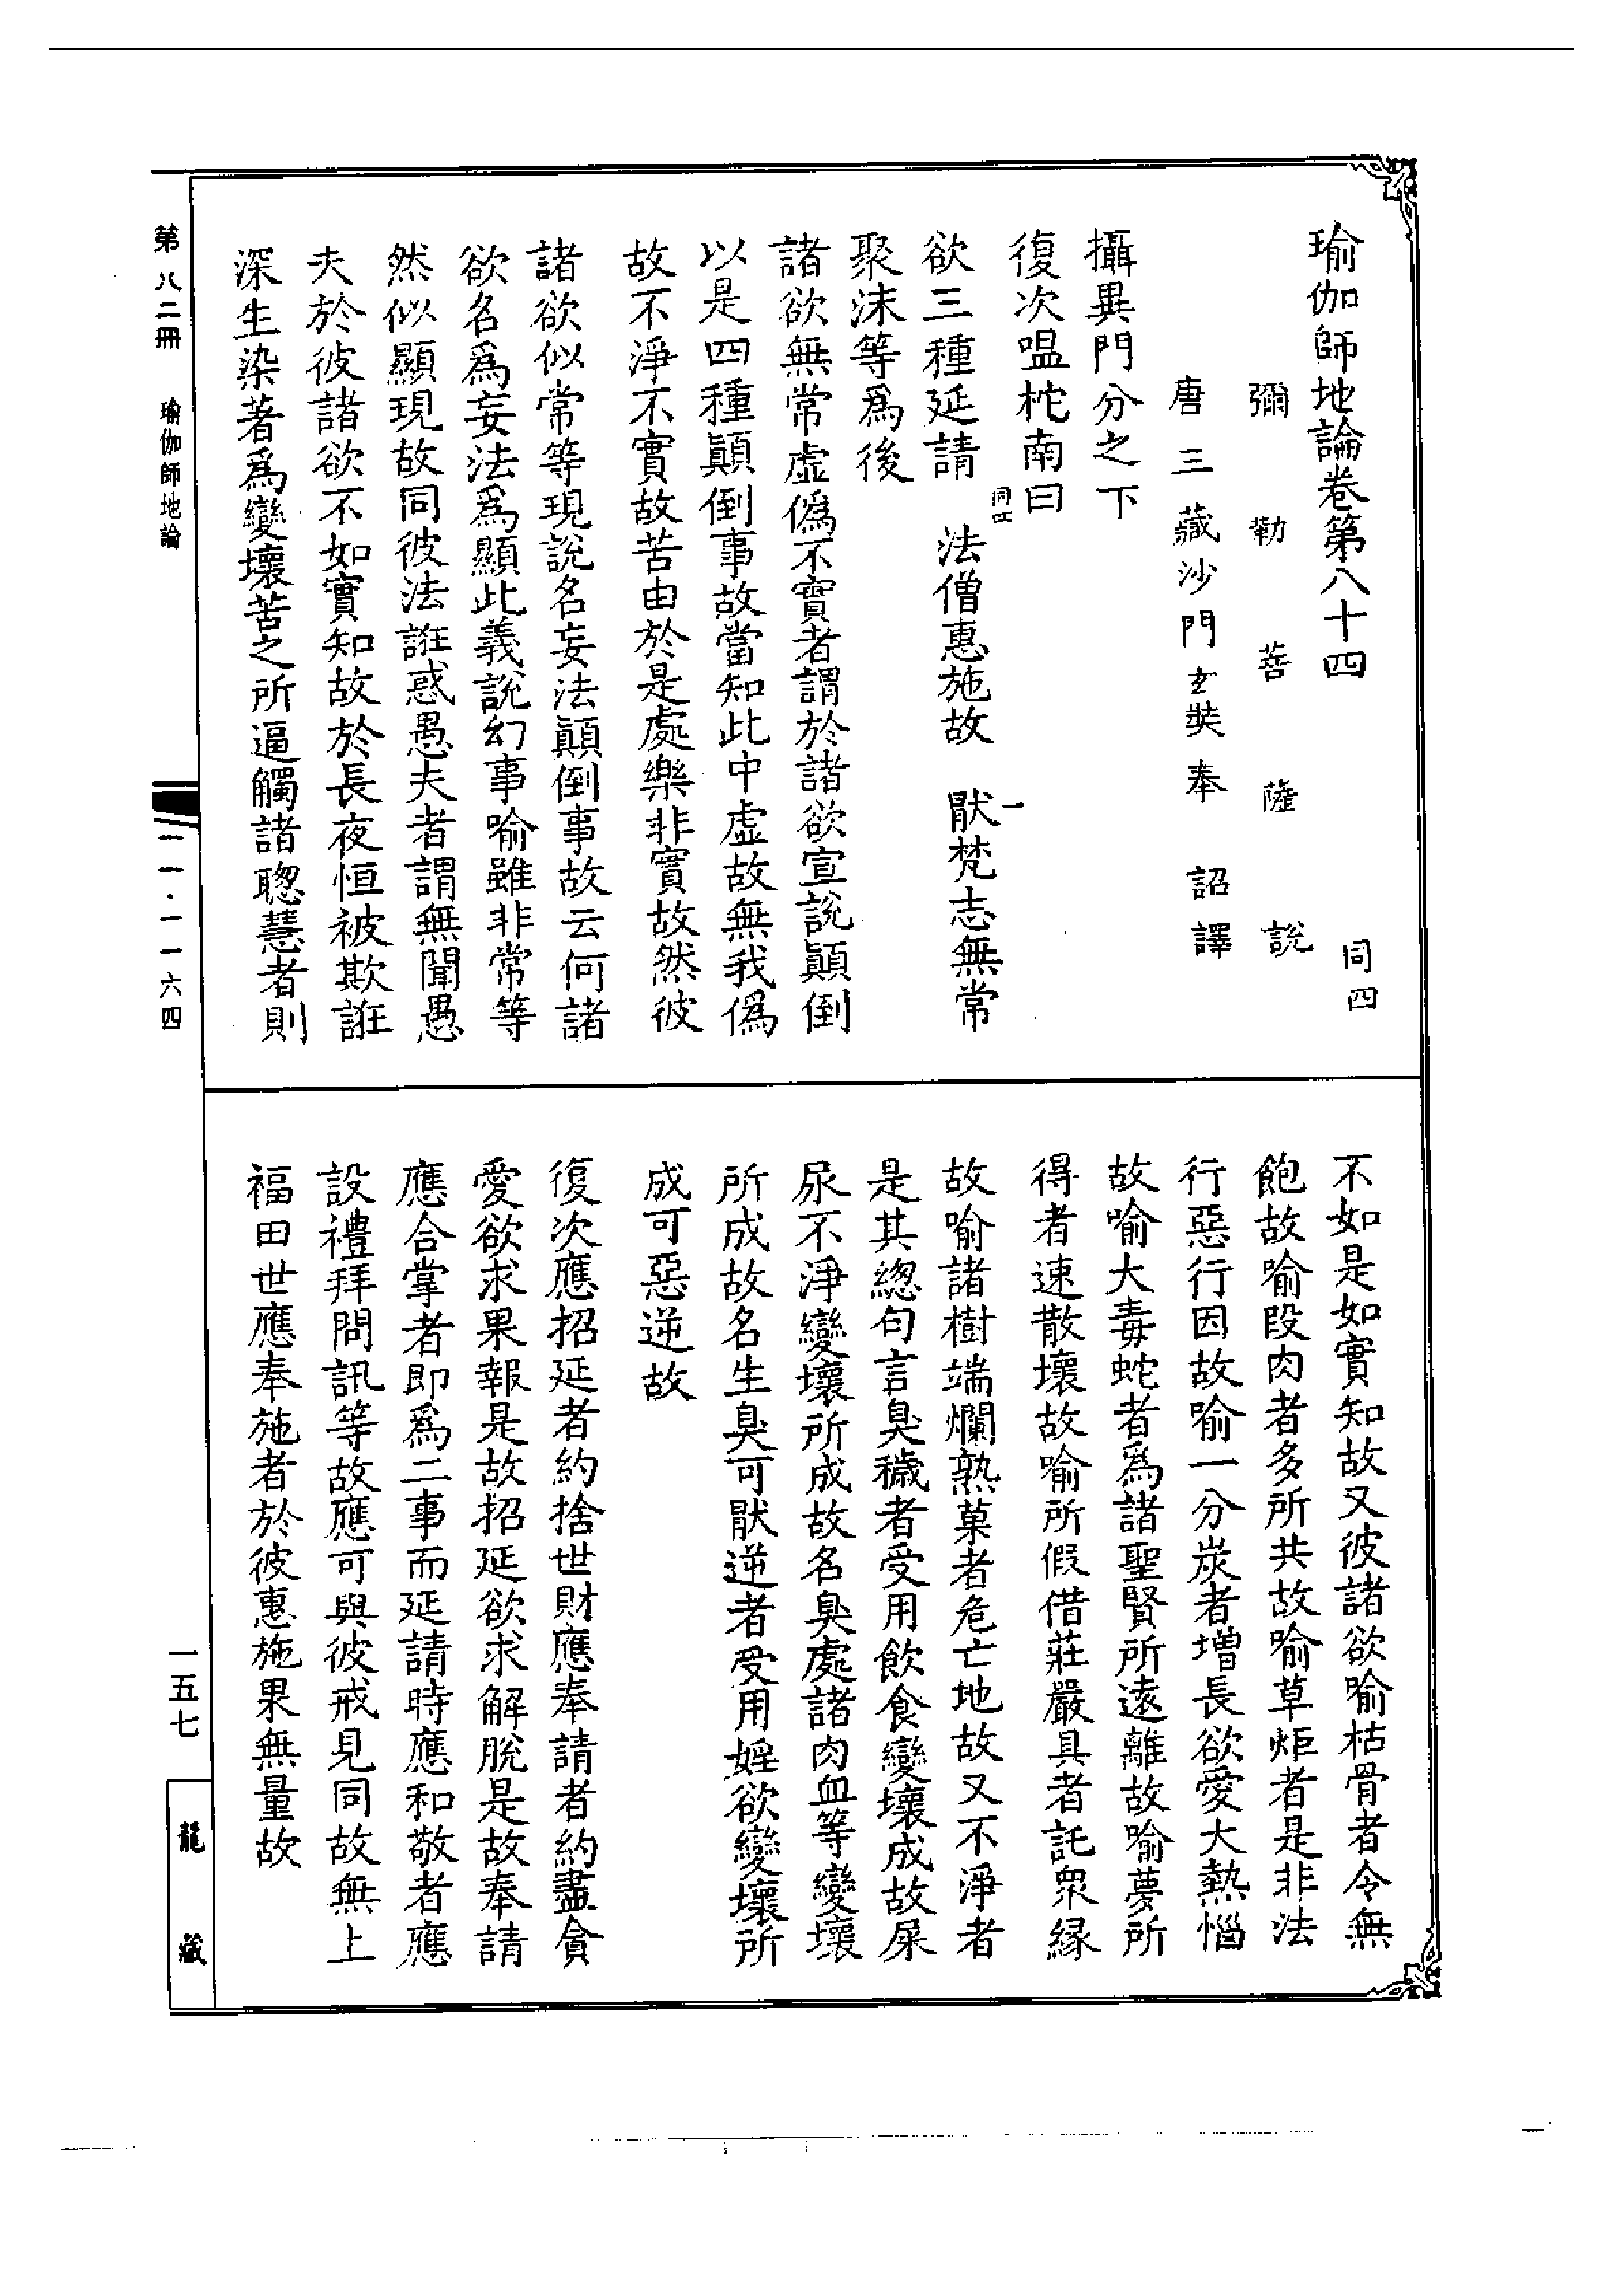 瑜伽師地論卷第八十四　同四
彌勒菩薩說
唐三藏沙門玄奘奉　詔譯
攝異門分之下
復次嗢柁南曰
同四　一
欲三種延請　法僧惠施故　猒梵志無常
聚沫等爲後
諸欲無常虛僞不實者謂於諸欲宣說顛倒
以是四種顛倒事故當知此中虛故無我僞
故不淨不實故苦由於是處樂非實故然彼
諸欲似常等現說名妄法顛倒事故云何諸
欲名爲妄法爲顯此義說幻事喻雖非常等
然似顯現故同彼法誑惑愚夫者謂無聞愚
夫於彼諸欲不如實知故於長夜恒被欺誑
深生染著爲變壞苦之所逼觸諸聰慧者則
不如是如實知故又彼諸欲喻枯骨者令無
飽故喻段肉者多所共故喻草炬者是非法
行惡行因故喻一分炭者增長欲愛大熱惱
故喻大毒蛇者爲諸聖賢所遠離故喻夢所
得者速散壞故喻所假借莊嚴具者託眾緣
故喻諸樹端爛熟菓者危亡地故又不淨者
是其總句言臭穢者受用飲食變壞成故屎
尿不淨變壞所成故名臭處諸肉血等變壞
所成故名生臭可猒逆者受用婬欲變壞所
成可惡逆故
復次應招延者約捨世財應奉請者約盡貪
愛欲求果報是故招延欲求解脫是故奉請
應合掌者即爲二事而延請時應和敬者應
設禮拜問訊等故應可與彼戒見同故無上
福田世應奉施者於彼惠施果無量故
第八二冊　瑜伽師地論
一一·一一六四
一五七
龍藏